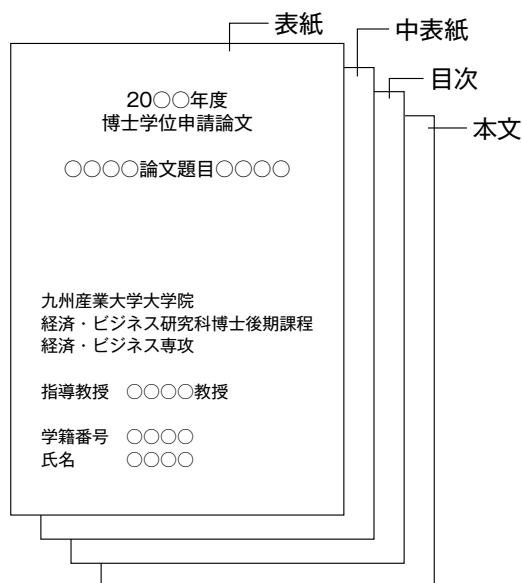 表紙
中表紙
目次
本文
20○○年度
博士学位申請論文
○○○○論文題目○○○○
九州産業大学大学院
経済・ビジネス研究科博士後期課程
経済・ビジネス専攻
指導教授　○○○○教授
学籍番号　○○○○
氏名　　　○○○○